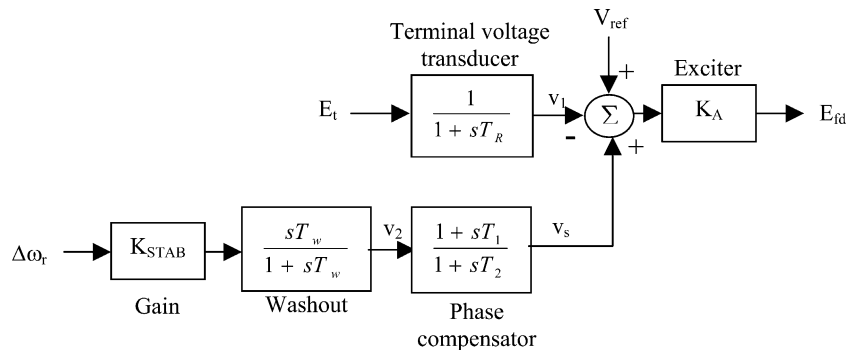 V_ref
Terminal voltage
transducer
Exciter
E_t
1
1 + sT_R
v_1
+
Σ
-
+
K_A
E_fd
Δω_r
K_STAB
sT_w
1 + sT_w
v_2
1 + sT_1
1 + sT_2
v_s
Gain
Washout
Phase
compensator